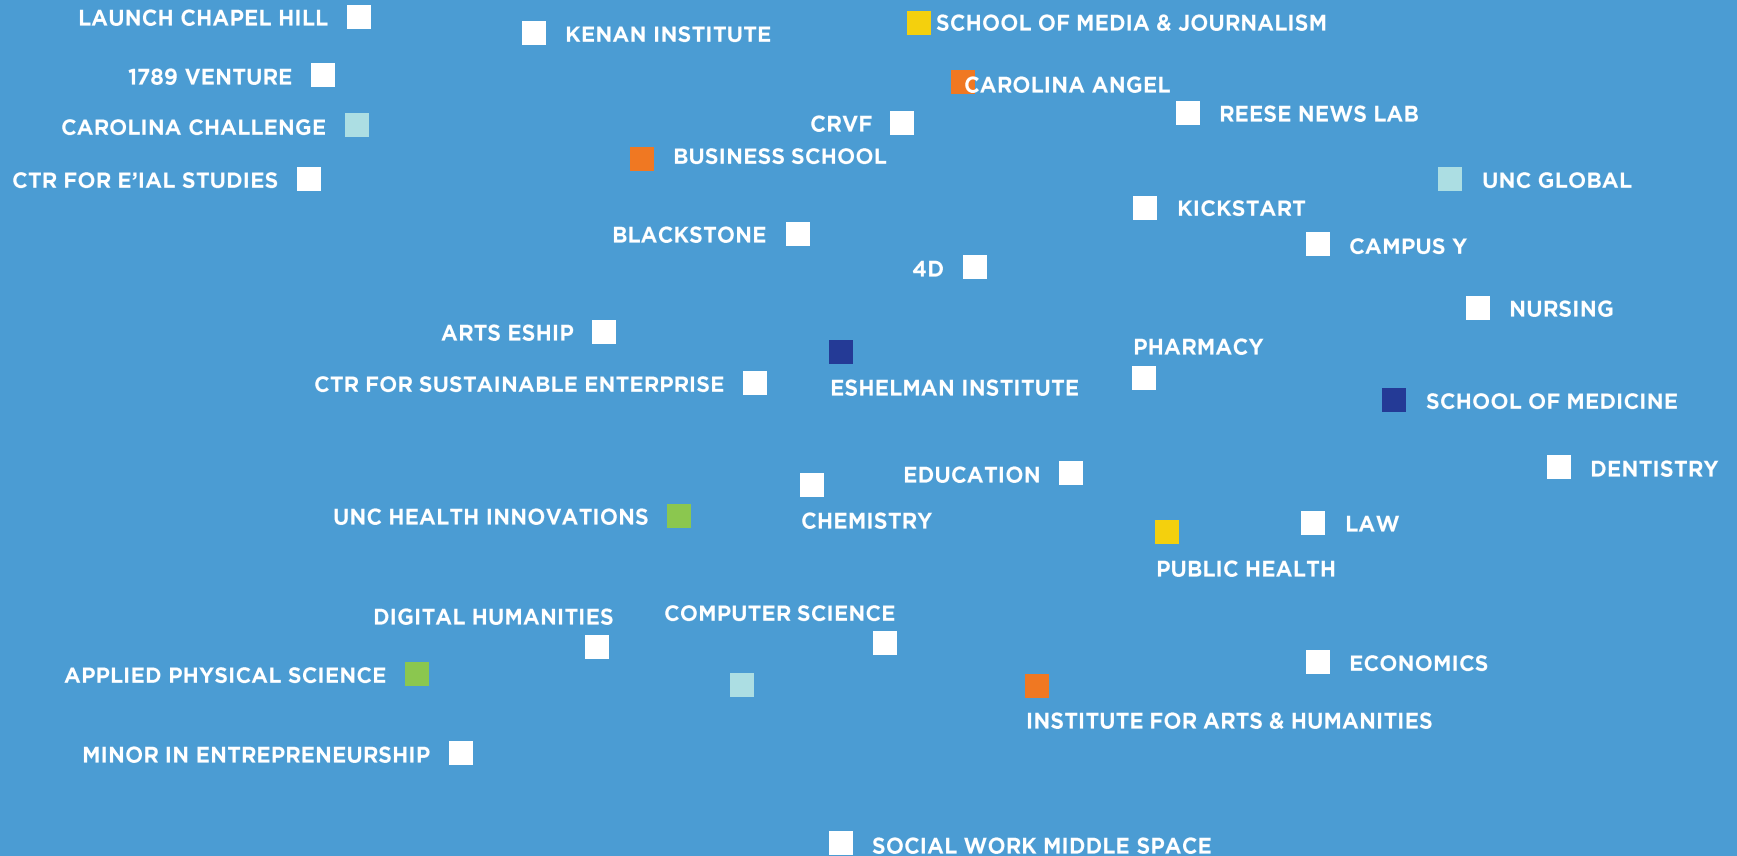 LAUNCH CHAPEL HILL
KENAN INSTITUTE
SCHOOL OF MEDIA & JOURNALISM
1789 VENTURE
CAROLINA ANGEL
REESE NEWS LAB
CAROLINA CHALLENGE
CRVF
BUSINESS SCHOOL
CTR FOR E’IAL STUDIES
UNC GLOBAL
KICKSTART
BLACKSTONE
CAMPUS Y
4D
NURSING
ARTS ESHIP
PHARMACY
CTR FOR SUSTAINABLE ENTERPRISE
ESHELMAN INSTITUTE
SCHOOL OF MEDICINE
EDUCATION
DENTISTRY
UNC HEALTH INNOVATIONS
CHEMISTRY
LAW
PUBLIC HEALTH
DIGITAL HUMANITIES
COMPUTER SCIENCE
APPLIED PHYSICAL SCIENCE
ECONOMICS
INSTITUTE FOR ARTS & HUMANITIES
MINOR IN ENTREPRENEURSHIP
SOCIAL WORK MIDDLE SPACE